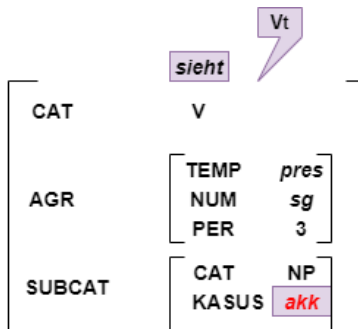 Vt
sieht
CAT V
TEMP pres
AGR NUM sg
PER 3
CAT NP
SUBCAT KASUS akk